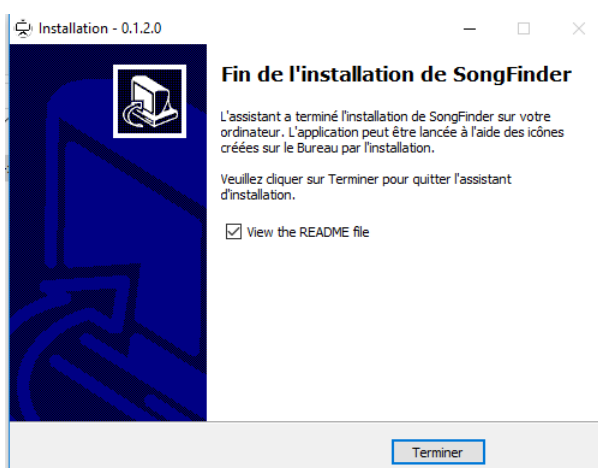 Installation - 0.1.2.0
Fin de l'installation de SongFinder
L'assistant a terminé l'installation de SongFinder sur votre
ordinateur. L'application peut être lancée à l'aide des icônes
créées sur le Bureau par l'installation.
Veuillez cliquer sur Terminer pour quitter l'assistant
d'installation.
View the README file
Terminer